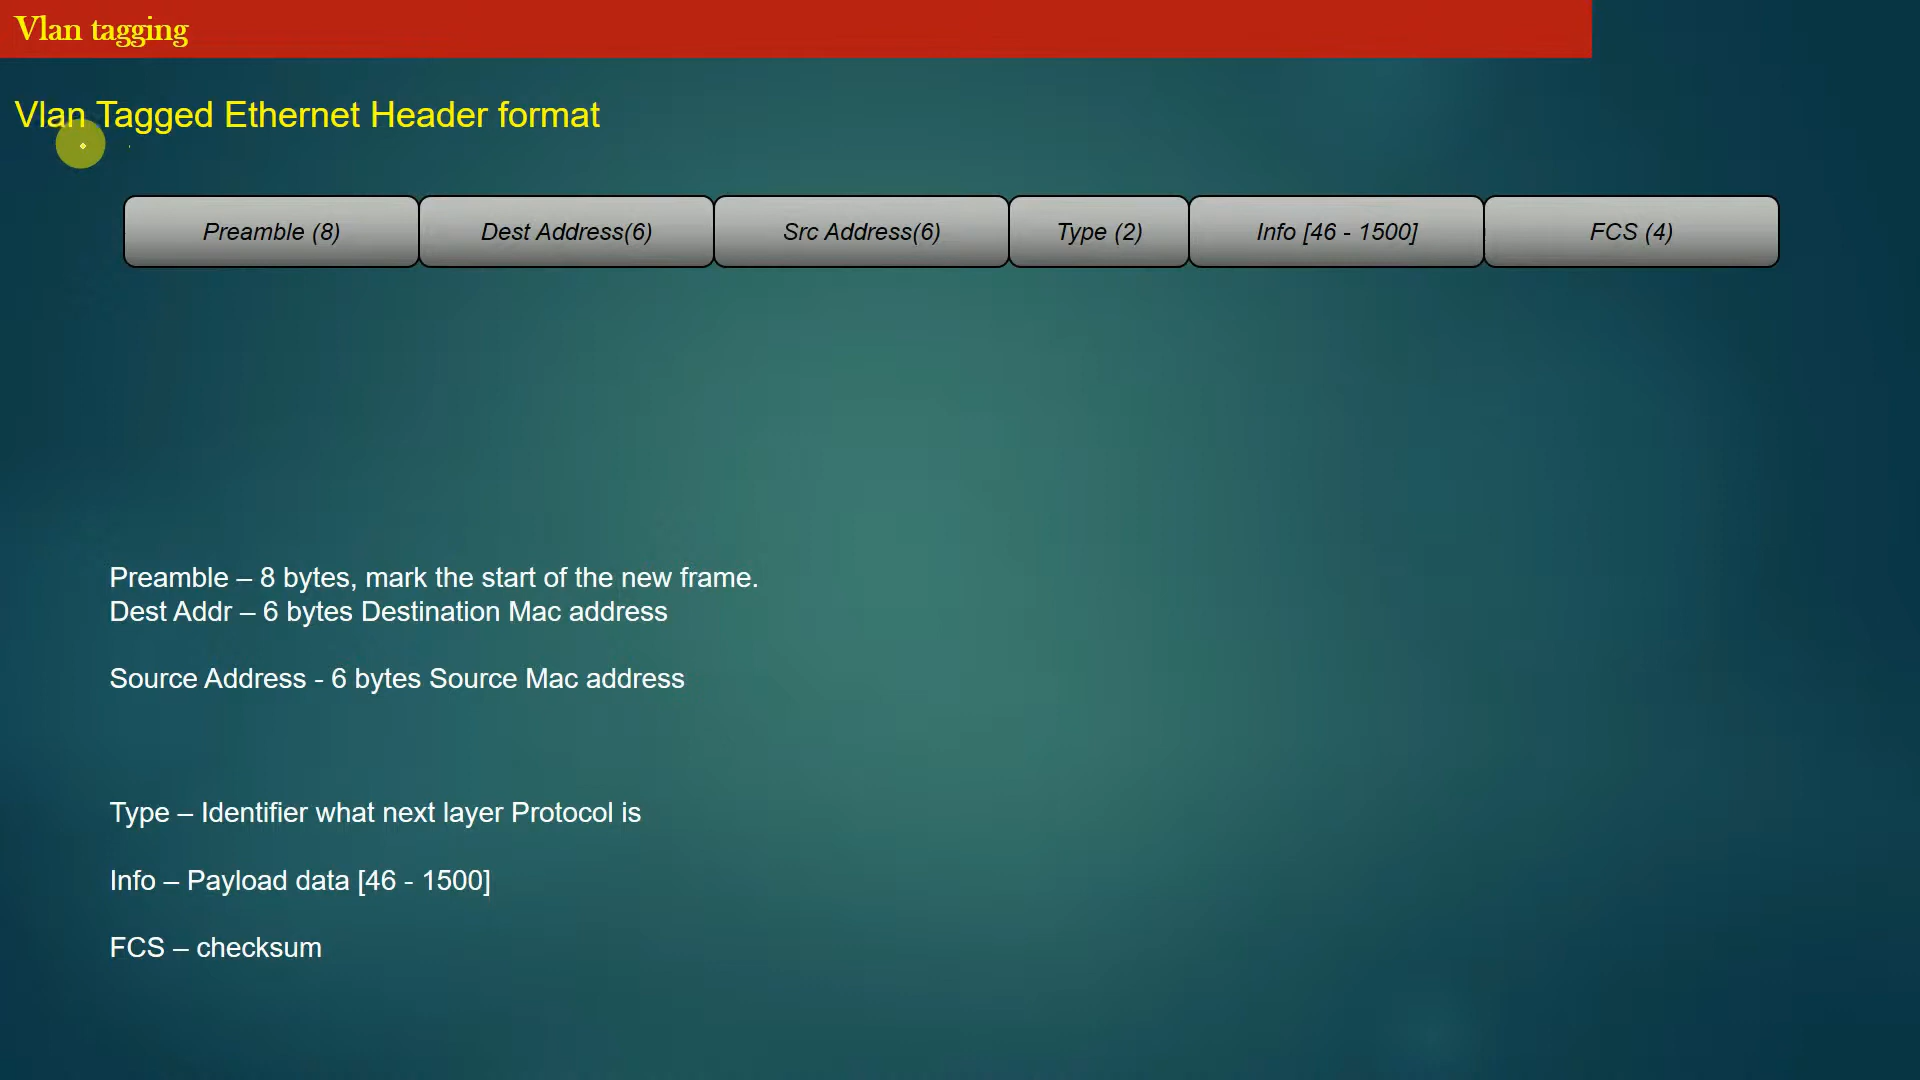 Vlan tagging
Vlan Tagged Ethernet Header format
Preamble (8) Dest Address(6) Src Address(6) Type (2) Info [46 - 1500] FCS (4)
Preamble – 8 bytes, mark the start of the new frame.
Dest Addr – 6 bytes Destination Mac address
Source Address - 6 bytes Source Mac address
Type – Identifier what next layer Protocol is
Info – Payload data [46 - 1500]
FCS – checksum